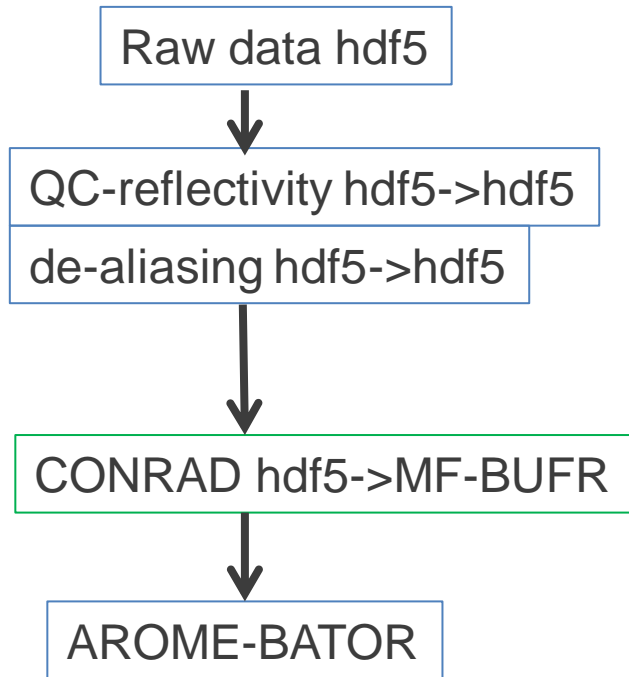 Raw data hdf5
QC-reflectivity hdf5->hdf5
de-aliasing hdf5->hdf5
CONRAD hdf5->MF-BUFR
AROME-BATOR